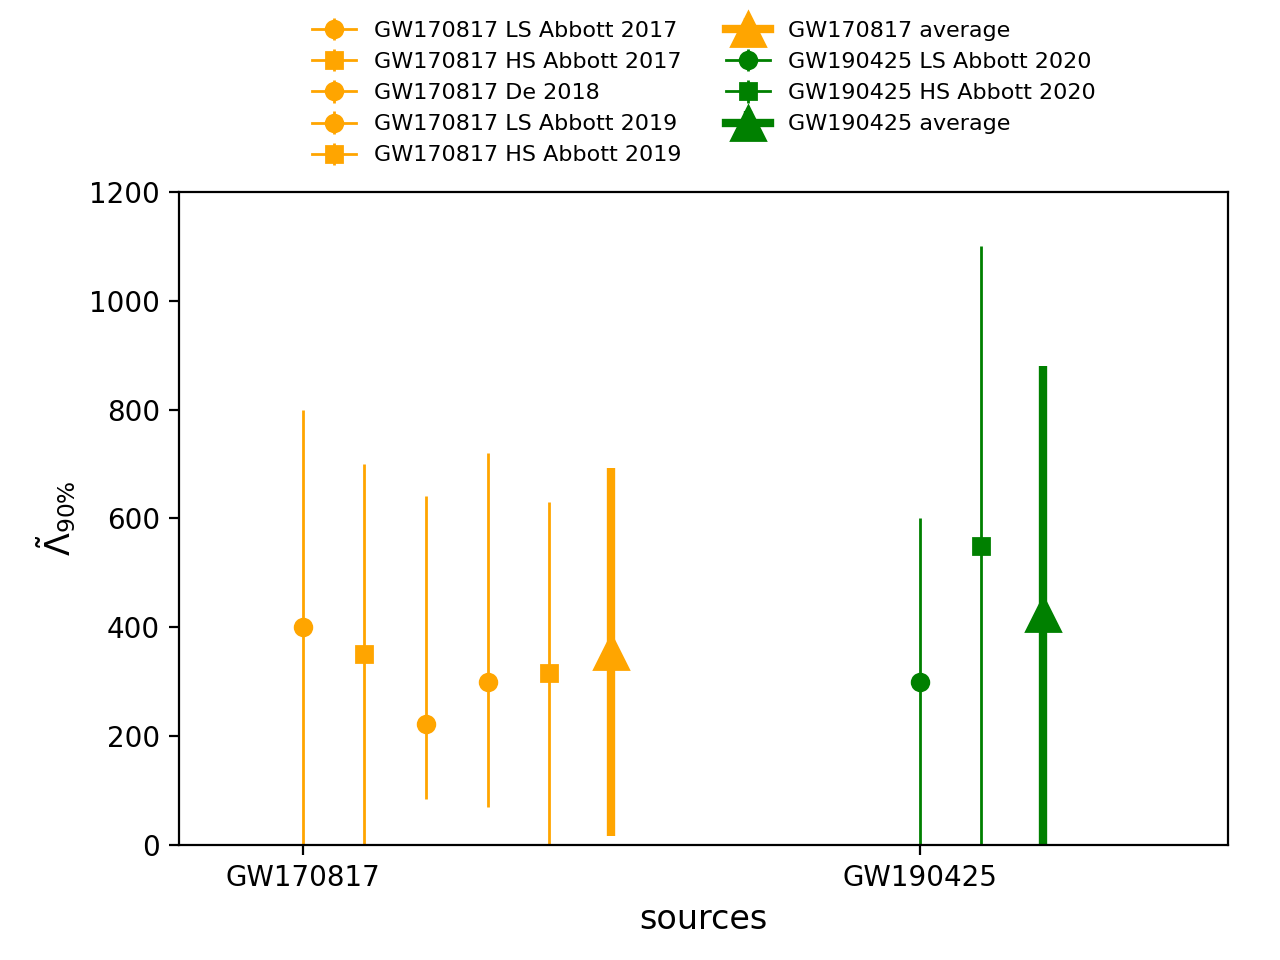 GW170817 LS Abbott 2017
GW170817 HS Abbott 2017
GW170817 De 2018
GW170817 LS Abbott 2019
GW170817 HS Abbott 2019
GW170817 average
GW190425 LS Abbott 2020
GW190425 HS Abbott 2020
GW190425 average
1200
1000
800
600
400
200
0
Λ̃90%
GW170817
GW190425
sources